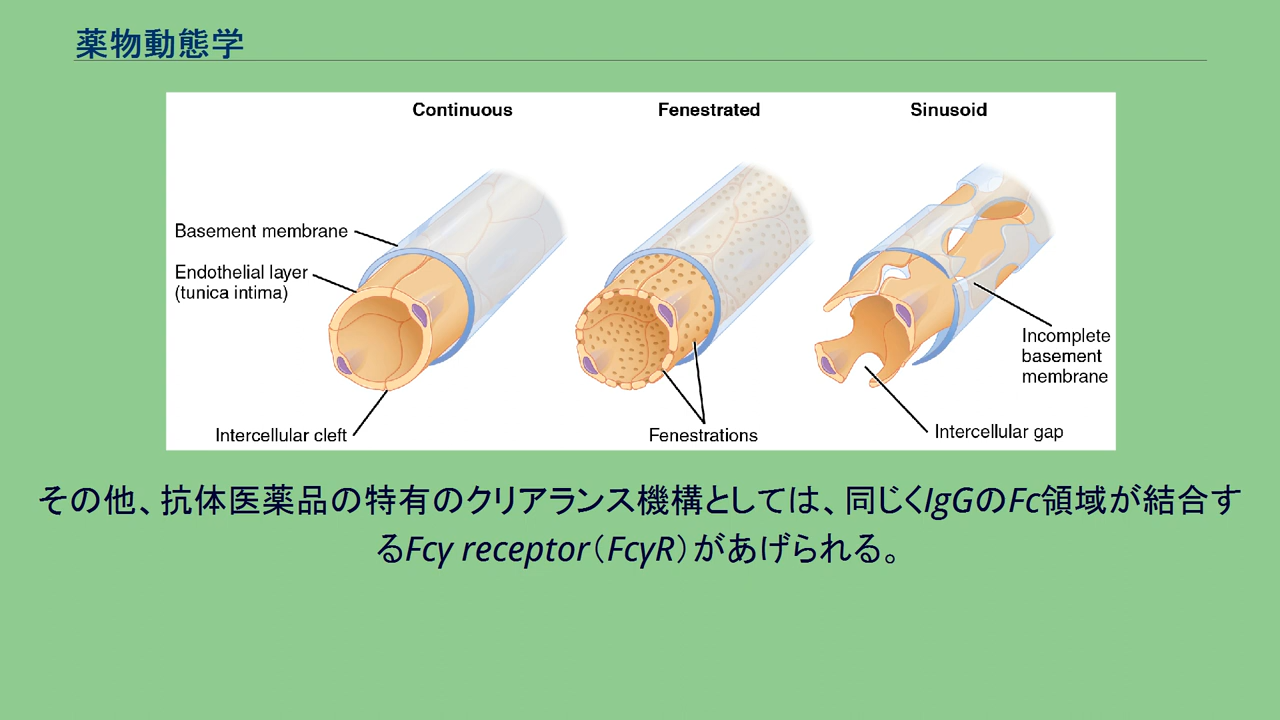 薬物動態学
Continuous
Fenestrated
Sinusoid
Basement membrane
Endothelial layer
(tunica intima)
Incomplete
basement
membrane
Intercellular cleft
Fenestrations
Intercellular gap
その他、抗体医薬品の特有のクリアランス機構としては、同じくIgGのFc領域が結合す
るFcγ receptor（FcγR）があげられる。